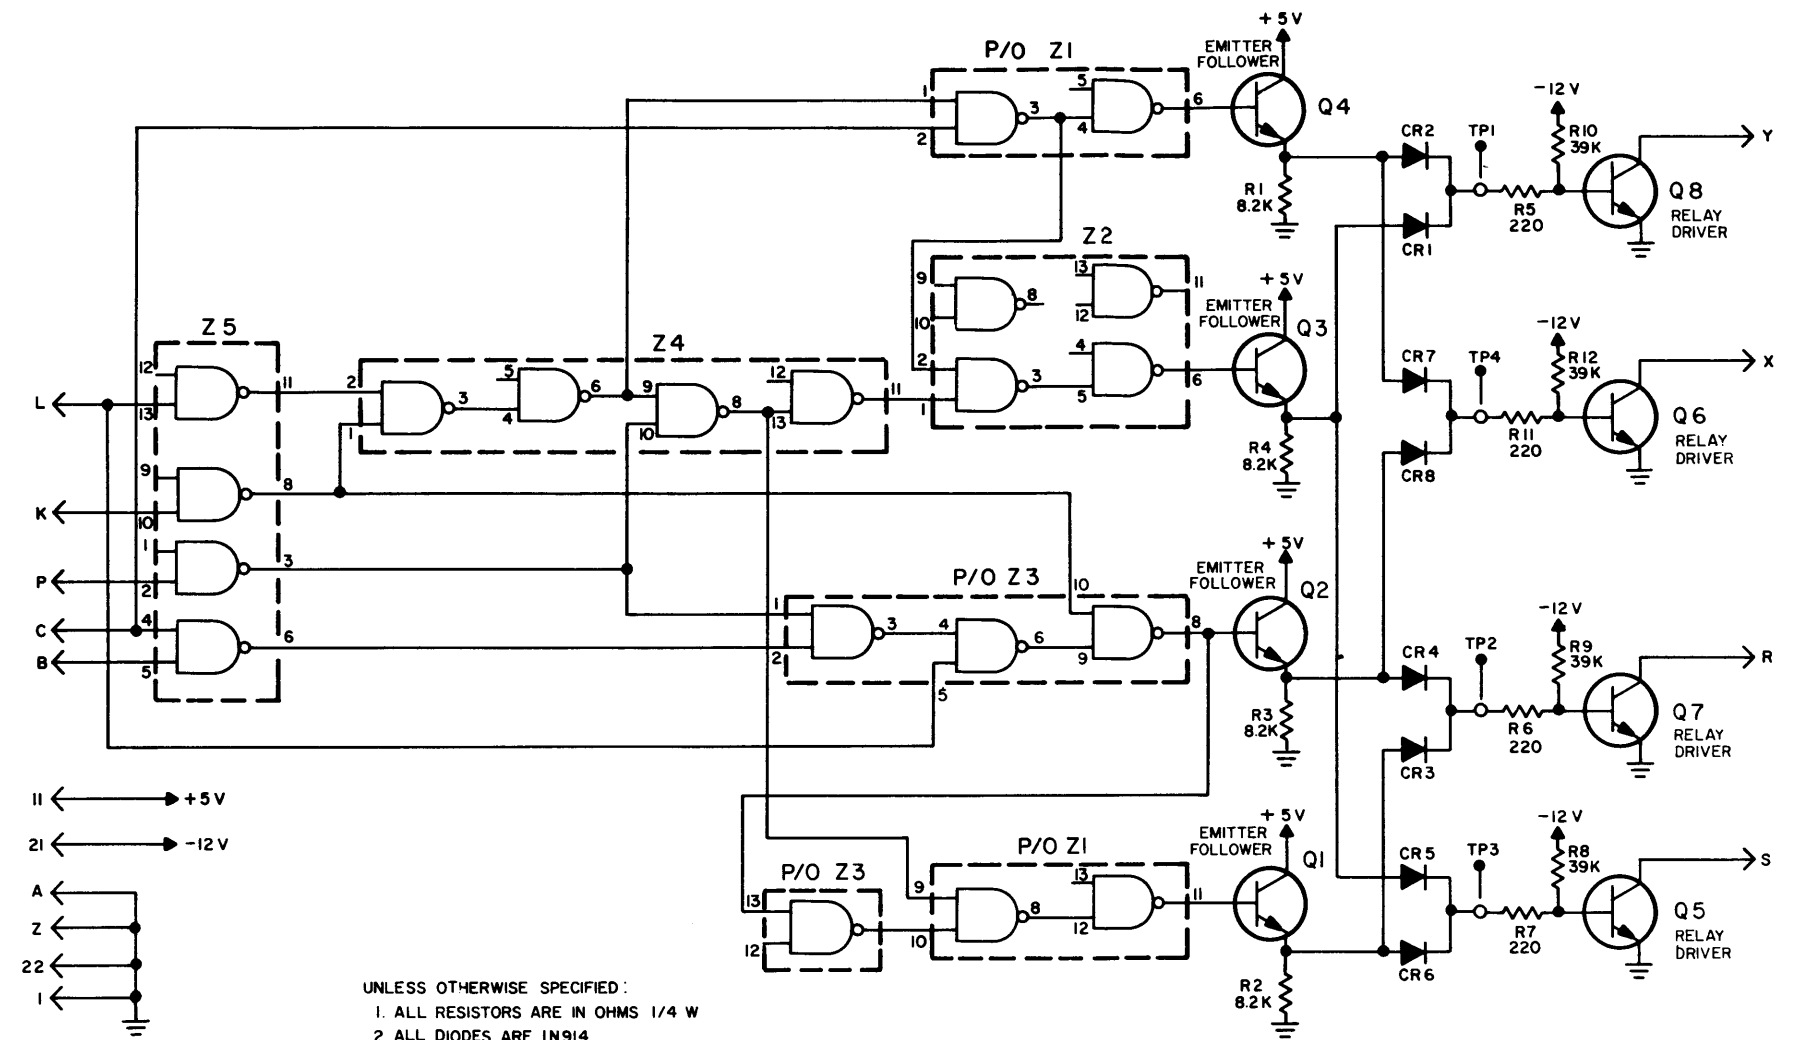 P/O Z1
1
2
3
5
4
6
+5V
EMITTER
FOLLOWER
Q4
R1
8.2K
CR2
CR1
TP1
R5
220
-12V
R10
39K
Q8
RELAY
DRIVER
Y
Z2
9
10
8
13
12
11
2
1
3
4
5
6
+5V
EMITTER
FOLLOWER
Q3
R4
8.2K
CR7
CR8
TP4
R11
220
-12V
R12
39K
Q6
RELAY
DRIVER
X
Z5
L
12
13
11
K
9
10
8
P
1
2
3
C
B
4
5
6
Z4
2
1
3
5
4
6
9
10
8
12
13
11
P/O Z3
1
2
3
4
5
6
10
9
8
+5V
EMITTER
FOLLOWER
Q2
R3
8.2K
CR4
CR3
TP2
R6
220
-12V
R9
39K
Q7
RELAY
DRIVER
R
11
+5V
21
-12V
A
Z
22
1
P/O Z3
13
12
P/O Z1
9
10
8
13
12
11
+5V
EMITTER
FOLLOWER
Q1
R2
8.2K
CR5
CR6
TP3
R7
220
-12V
R8
39K
Q5
RELAY
DRIVER
S
UNLESS OTHERWISE SPECIFIED:
1. ALL RESISTORS ARE IN OHMS 1/4 W
2 ALL DIODES ARE 1N914